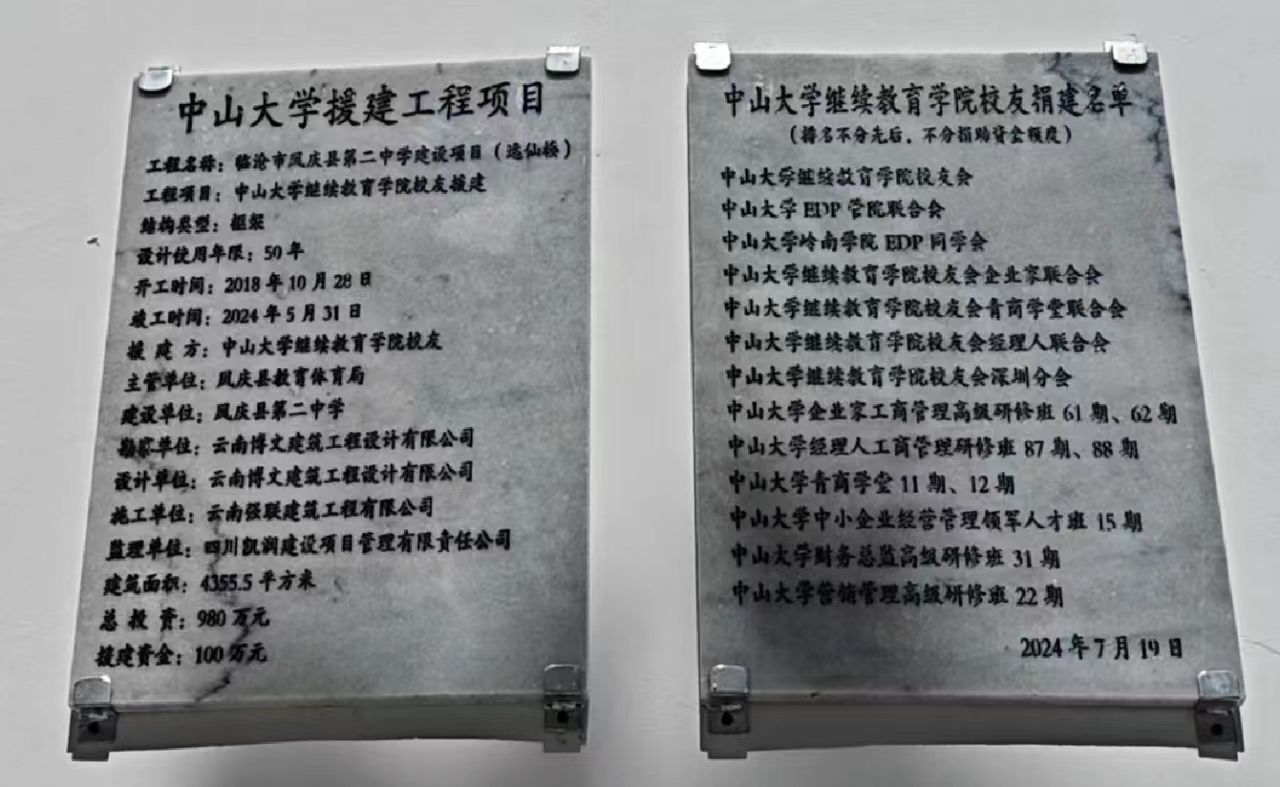 中山大学援建工程项目
工程名称：临沧市凤庆县第二中学建设项目（逸仙楼）
工程项目：中山大学继续教育学院校友援建
结构类型：框架
设计使用年限：50年
开工时间：2018年10月28日
竣工时间：2024年5月31日
援 建 方：中山大学继续教育学院校友
主管单位：凤庆县教育体育局
建设单位：凤庆县第二中学
勘察单位：云南博文建筑工程设计有限公司
设计单位：云南博文建筑工程设计有限公司
施工单位：云南强联建筑工程有限公司
监理单位：四川凯润建设项目管理有限责任公司
建筑面积：4355.5平方米
总 投 资：980万元
援建资金：100万元
中山大学继续教育学院校友捐建名单
（排名不分先后，不分捐助资金额度）
中山大学继续教育学院校友会
中山大学EDP管院联合会
中山大学岭南学院EDP同学会
中山大学继续教育学院校友会企业家联合会
中山大学继续教育学院校友会青商学堂联合会
中山大学继续教育学院校友会经理人联合会
中山大学继续教育学院校友会深圳分会
中山大学企业家工商管理高级研修班61期、62期
中山大学经理人工商管理研修班87期、88期
中山大学青商学堂11期、12期
中山大学中小企业经营管理领军人才班15期
中山大学财务总监高级研修班31期
中山大学营销管理高级研修班22期
2024年7月19日